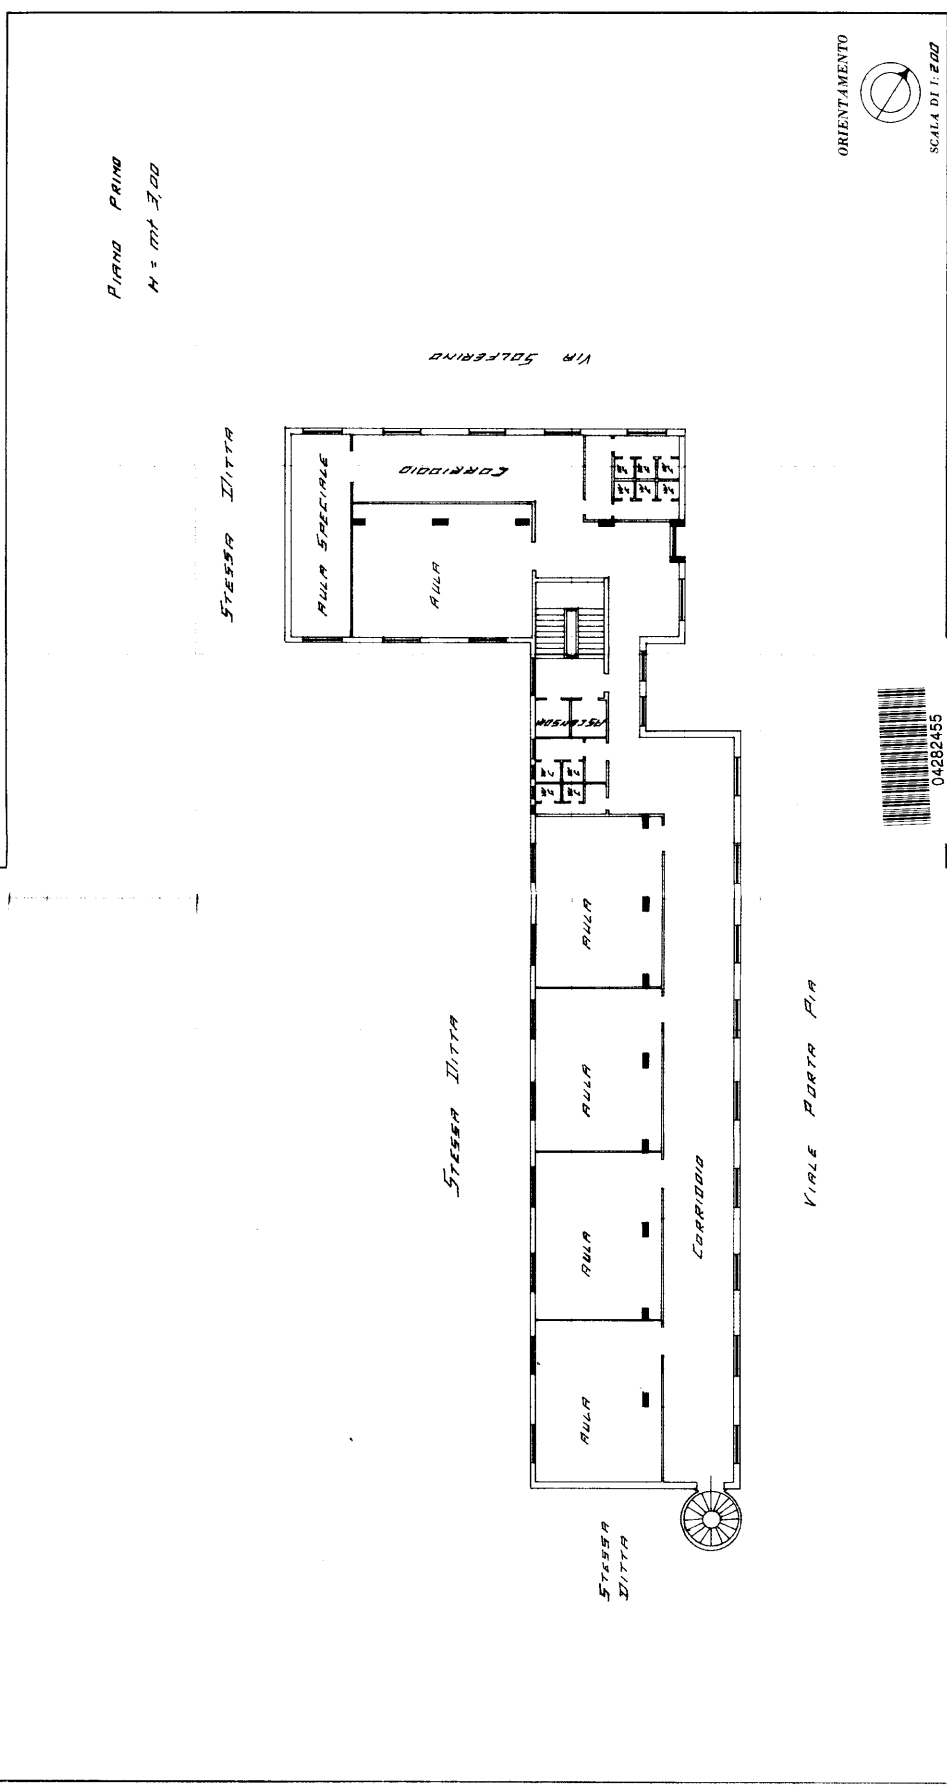 ORIENTAMENTO
SCALA DI 1:200
PIANO PRIMO
H = mt 3,00
VIA SOLFERINO
STESSA DITTA
AULA SPECIALE
CORRIDOIO
AULA
W.C.
W.C.
W.C.
W.C.
W.C.
W.C.
ASCENSORI
W.C.
W.C.
W.C.
W.C.
04282455
AULA
STESSA DITTA
AULA
AULA
AULA
CORRIDOIO
VIALE PORTA PIA
STESSA
DITTA